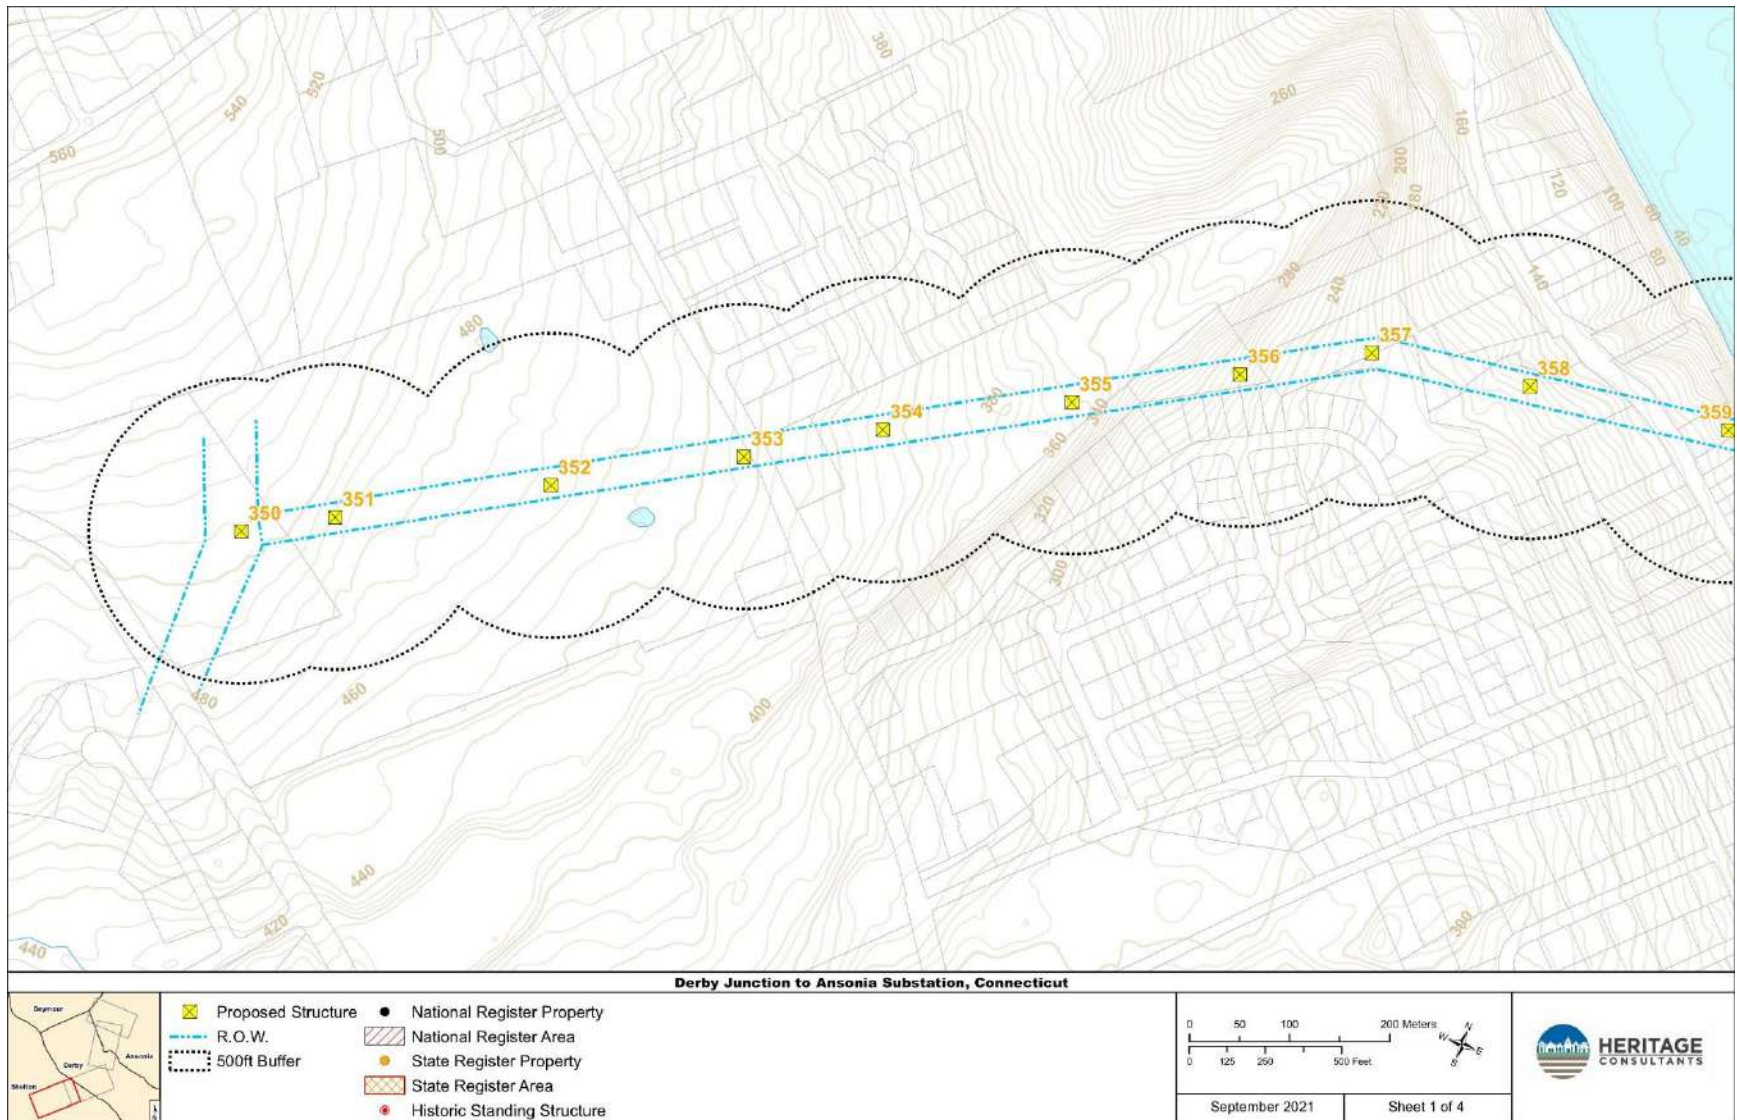 380
260
520
540
500
560
160
200
120
220
180
100
60
40
80
280
240
140
480
357
356
358
355
380
340
359
354
353
360
352
351
350
320
300
480
460
400
440
420
440
300
Derby Junction to Ansonia Substation, Connecticut
Seymour
Ansonia
Derby
Shelton
Proposed Structure
R.O.W.
500ft Buffer
National Register Property
National Register Area
State Register Property
State Register Area
Historic Standing Structure
0 50 100 200 Meters
0 125 250 500 Feet
N
W
E
S
September 2021
Sheet 1 of 4
HERITAGE
CONSULTANTS